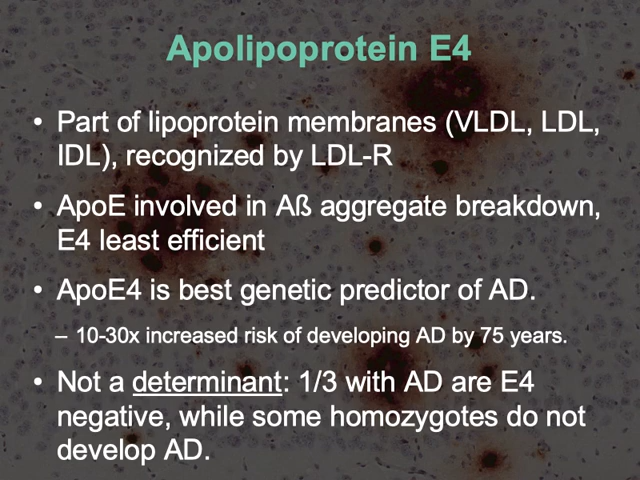 Apolipoprotein E4
• Part of lipoprotein membranes (VLDL, LDL,
IDL), recognized by LDL-R
• ApoE involved in Aß aggregate breakdown,
E4 least efficient
• ApoE4 is best genetic predictor of AD.
– 10-30x increased risk of developing AD by 75 years.
• Not a determinant: 1/3 with AD are E4
negative, while some homozygotes do not
develop AD.